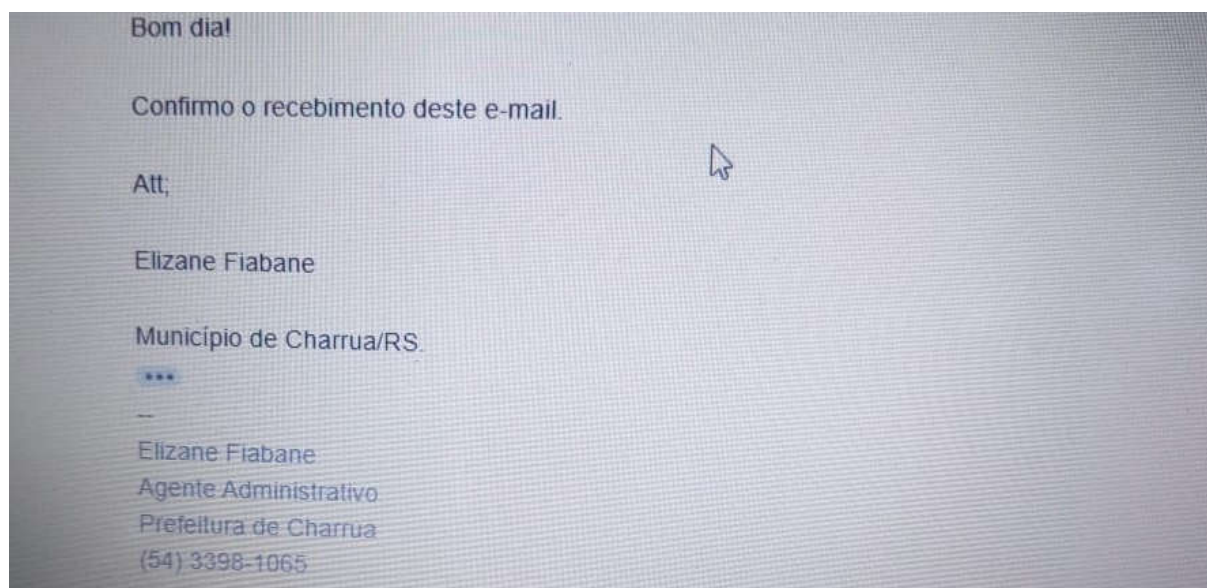 Bom dia!
Confirmo o recebimento deste e-mail.
Att;
Elizane Fiabane
Município de Charrua/RS.
...
--
Elizane Fiabane
Agente Administrativo
Prefeitura de Charrua
(54) 3398-1065